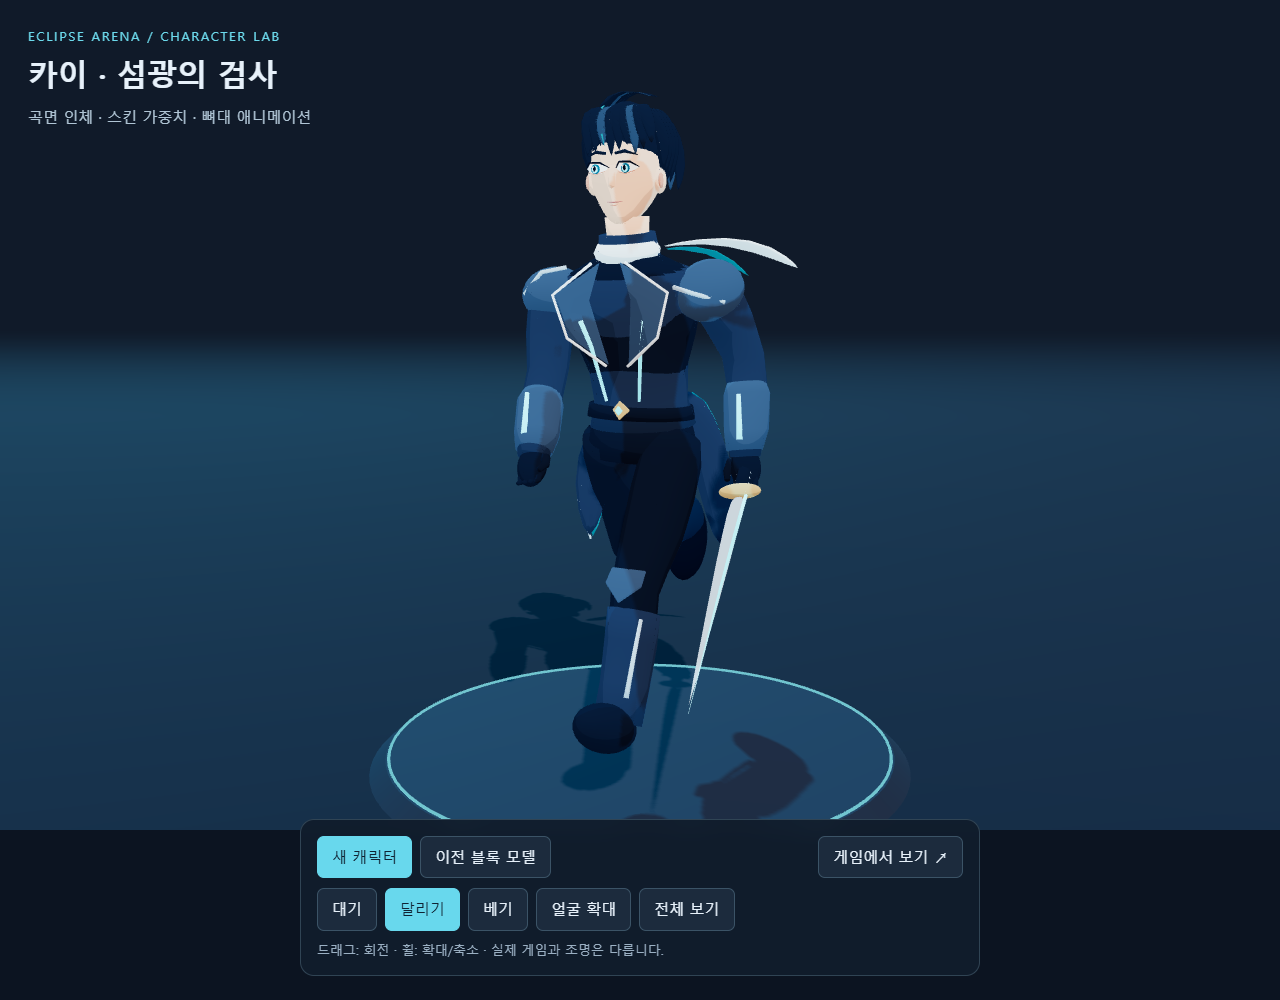 ECLIPSE ARENA / CHARACTER LAB
카이 · 섬광의 검사
곡면 인체 · 스킨 가중치 · 뼈대 애니메이션
새 캐릭터
이전 블록 모델
게임에서 보기 ↗
대기
달리기
베기
얼굴 확대
전체 보기
드래그: 회전 · 휠: 확대/축소 · 실제 게임과 조명은 다릅니다.